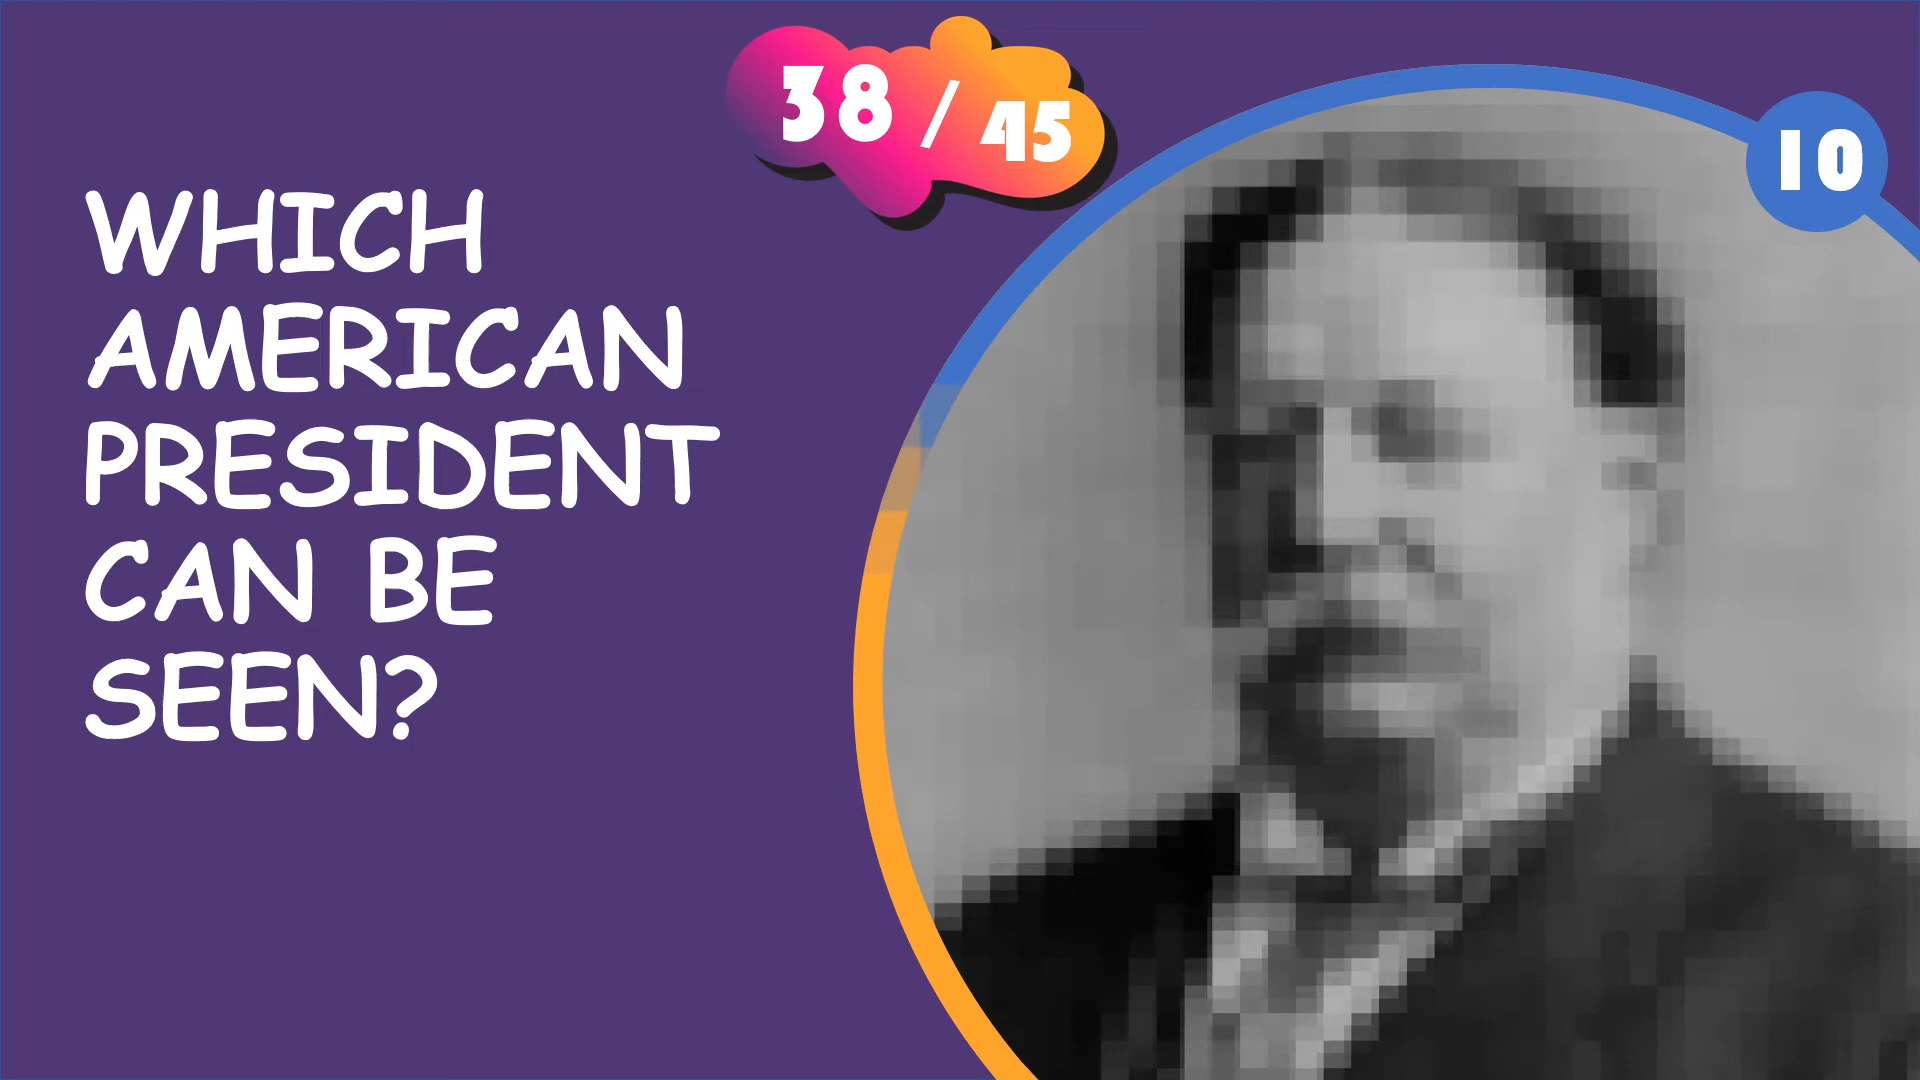 38 / 45
10
WHICH
AMERICAN
PRESIDENT
CAN BE
SEEN?